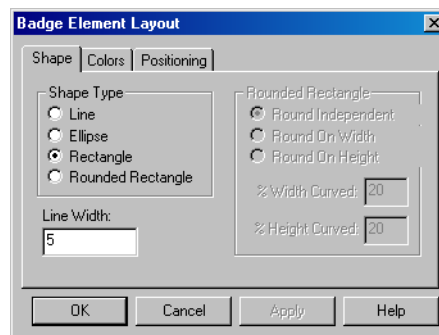 Badge Element Layout
Shape Colors Positioning
Shape Type
Line
Ellipse
Rectangle
Rounded Rectangle
Line Width:
5
Rounded Rectangle
Round Independent
Round On Width
Round On Height
% Width Curved: 20
% Height Curved: 20
OK Cancel Apply Help